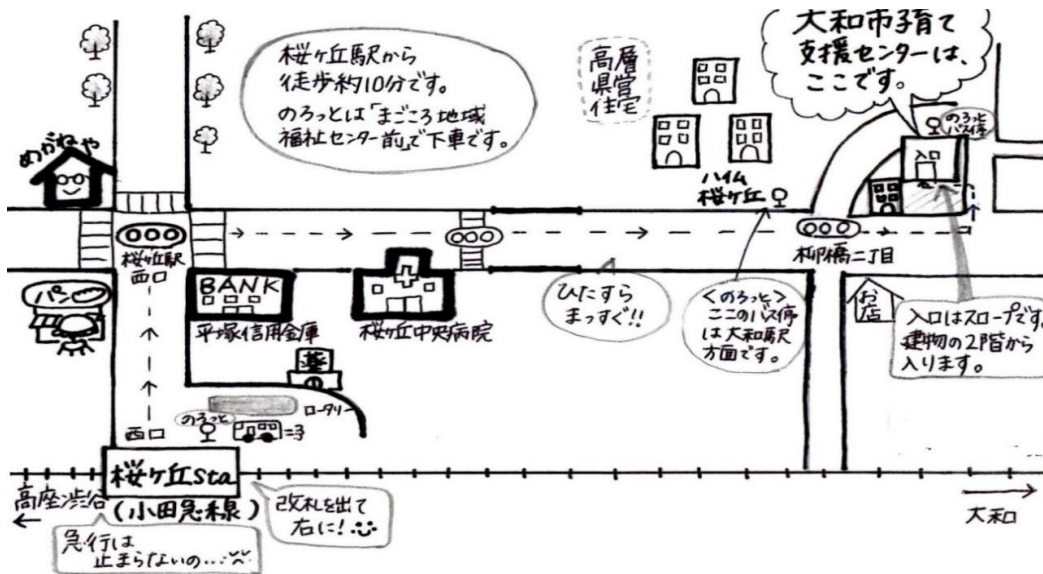 桜ヶ丘駅から
徒歩約10分です。
のろっとは「まごころ地域
福祉センター前」で下車です。
高層
県営
住宅
大和市子育て
支援センターは、
ここです。
のろっと
バス停
入口
めがねや
ハイム
桜ヶ丘
桜ヶ丘駅
西口
柳橋二丁目
パン
BANK
平塚信用金庫
桜ヶ丘中央病院
ひたすら
まっすぐ!!
<のろっと>
ここのバス停
は大和駅
方面です。
お
店
入口はスロープです。
建物の2階から
入ります。
薬
ロータリー
のろっと
西口
桜ヶ丘Sta
(小田急線)
高座渋谷
改札を出て
右に!
大和
急行は
止まらないの…